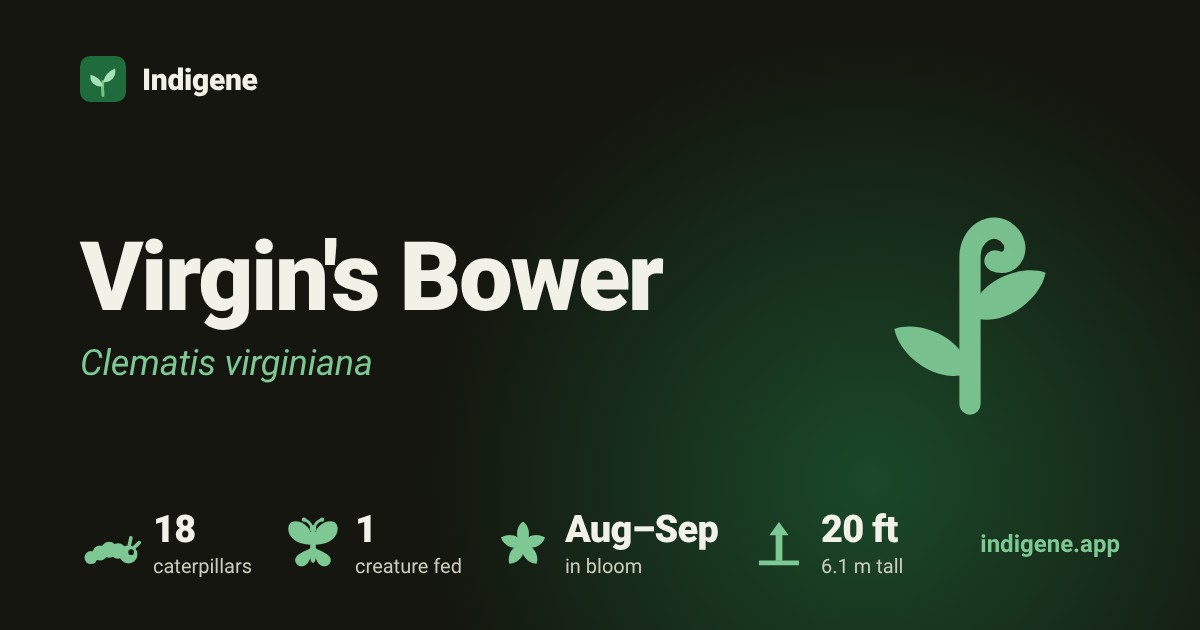 Indigene
Virgin's Bower
Clematis virginiana
18
caterpillars
1
creature fed
Aug–Sep
in bloom
20 ft
6.1 m tall
indigene.app